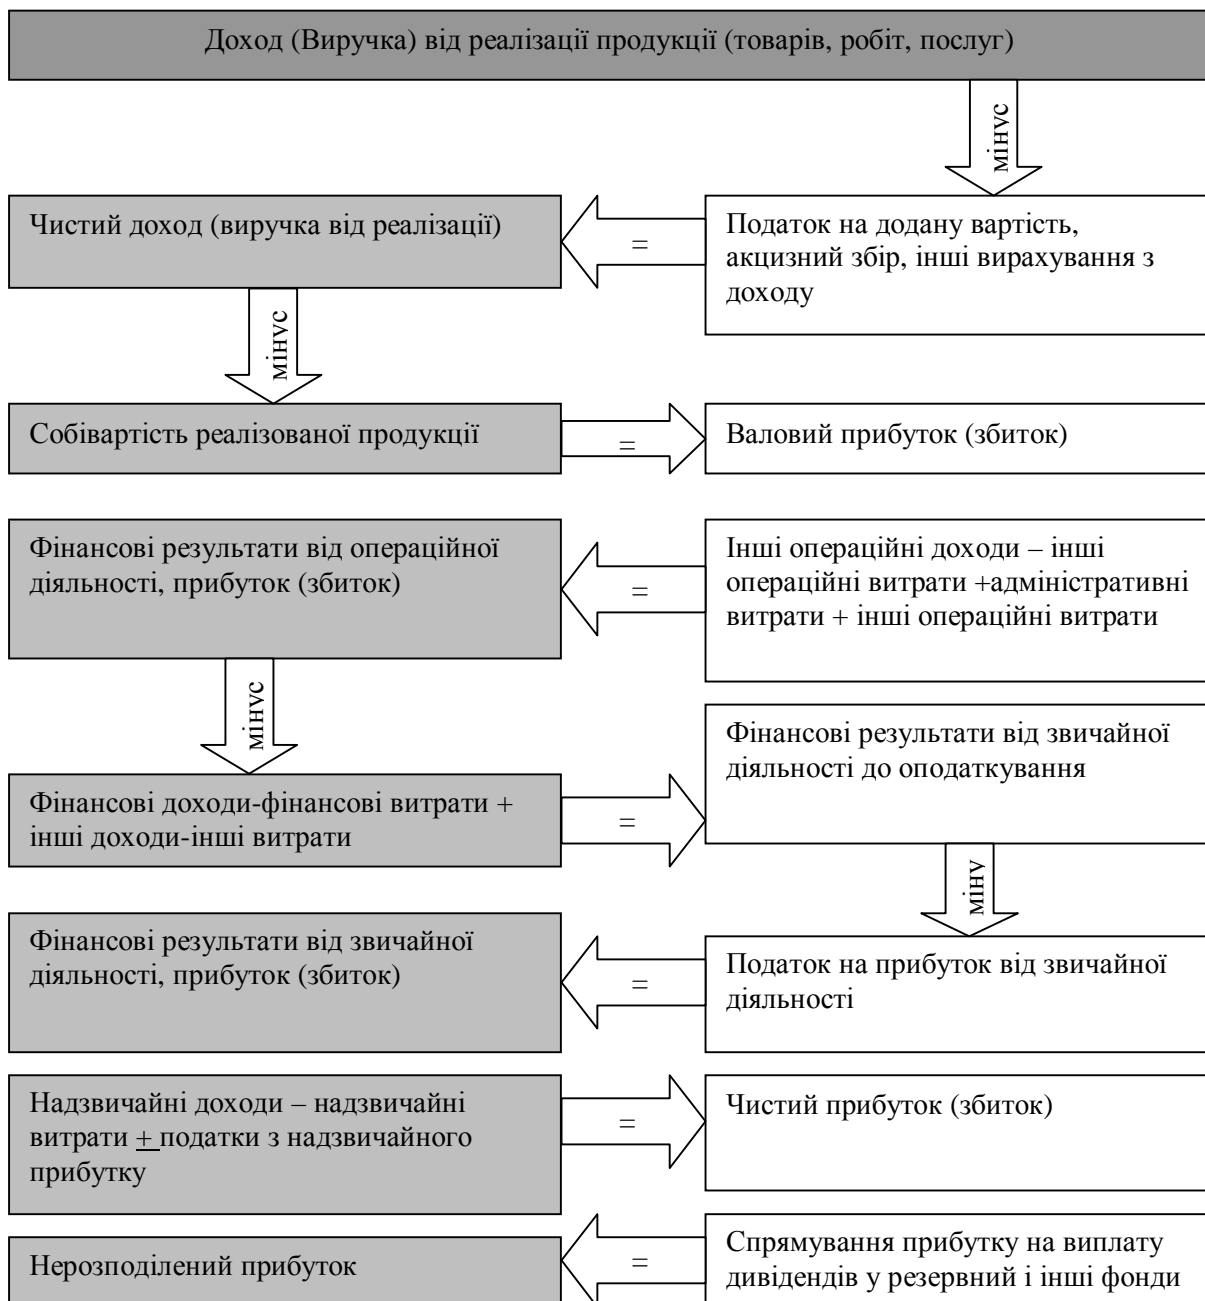 Доход (Виручка) від реалізації продукції (товарів, робіт, послуг)
мінус
Чистий доход (виручка від реалізації)
=
Податок на додану вартість,
акцизний збір, інші вирахування з
доходу
мінус
Собівартість реалізованої продукції
=
Валовий прибуток (збиток)
Фінансові результати від операційної
діяльності, прибуток (збиток)
=
Інші операційні доходи – інші
операційні витрати +адміністративні
витрати + інші операційні витрати
мінус
Фінансові результати від звичайної
діяльності до оподаткування
Фінансові доходи-фінансові витрати +
інші доходи-інші витрати
=
міну
Фінансові результати від звичайної
діяльності, прибуток (збиток)
=
Податок на прибуток від звичайної
діяльності
Надзвичайні доходи – надзвичайні
витрати + податки з надзвичайного
прибутку
=
Чистий прибуток (збиток)
Нерозподілений прибуток
=
Спрямування прибутку на виплату
дивідендів у резервний і інші фонди